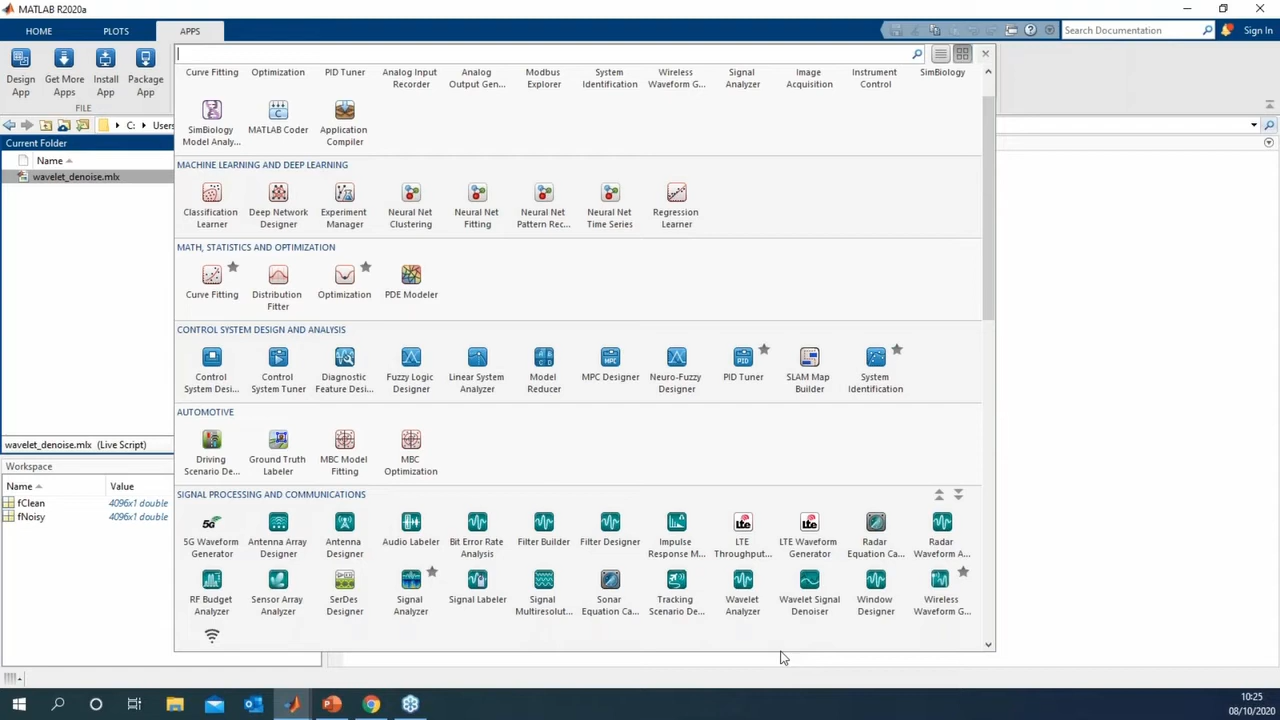 MATLAB R2020a
HOME PLOTS APPS
Search Documentation
Sign In
Design App
Get More Apps
Install App
Package App
FILE
C: Users
Current Folder
Name
wavelet_denoise.mlx
wavelet_denoise.mlx (Live Script)
Workspace
Name Value
fClean 4096x1 double
fNoisy 4096x1 double
Curve Fitting
Optimization
PID Tuner
Analog Input Recorder
Analog Output Gen...
Modbus Explorer
System Identification
Wireless Waveform G...
Signal Analyzer
Image Acquisition
Instrument Control
SimBiology
SimBiology Model Analy...
MATLAB Coder
Application Compiler
MACHINE LEARNING AND DEEP LEARNING
Classification Learner
Deep Network Designer
Experiment Manager
Neural Net Clustering
Neural Net Fitting
Neural Net Pattern Rec...
Neural Net Time Series
Regression Learner
MATH, STATISTICS AND OPTIMIZATION
Curve Fitting
Distribution Fitter
Optimization
PDE Modeler
CONTROL SYSTEM DESIGN AND ANALYSIS
Control System Desi...
Control System Tuner
Diagnostic Feature Desi...
Fuzzy Logic Designer
Linear System Analyzer
Model Reducer
MPC Designer
Neuro-Fuzzy Designer
PID Tuner
SLAM Map Builder
System Identification
AUTOMOTIVE
Driving Scenario De...
Ground Truth Labeler
MBC Model Fitting
MBC Optimization
SIGNAL PROCESSING AND COMMUNICATIONS
5G Waveform Generator
Antenna Array Designer
Antenna Designer
Audio Labeler
Bit Error Rate Analysis
Filter Builder
Filter Designer
Impulse Response M...
LTE Throughput...
LTE Waveform Generator
Radar Equation Ca...
Radar Waveform A...
RF Budget Analyzer
Sensor Array Analyzer
SerDes Designer
Signal Analyzer
Signal Labeler
Signal Multiresolut...
Sonar Equation Ca...
Tracking Scenario De...
Wavelet Analyzer
Wavelet Signal Denoiser
Window Designer
Wireless Waveform G...
10:25
08/10/2020